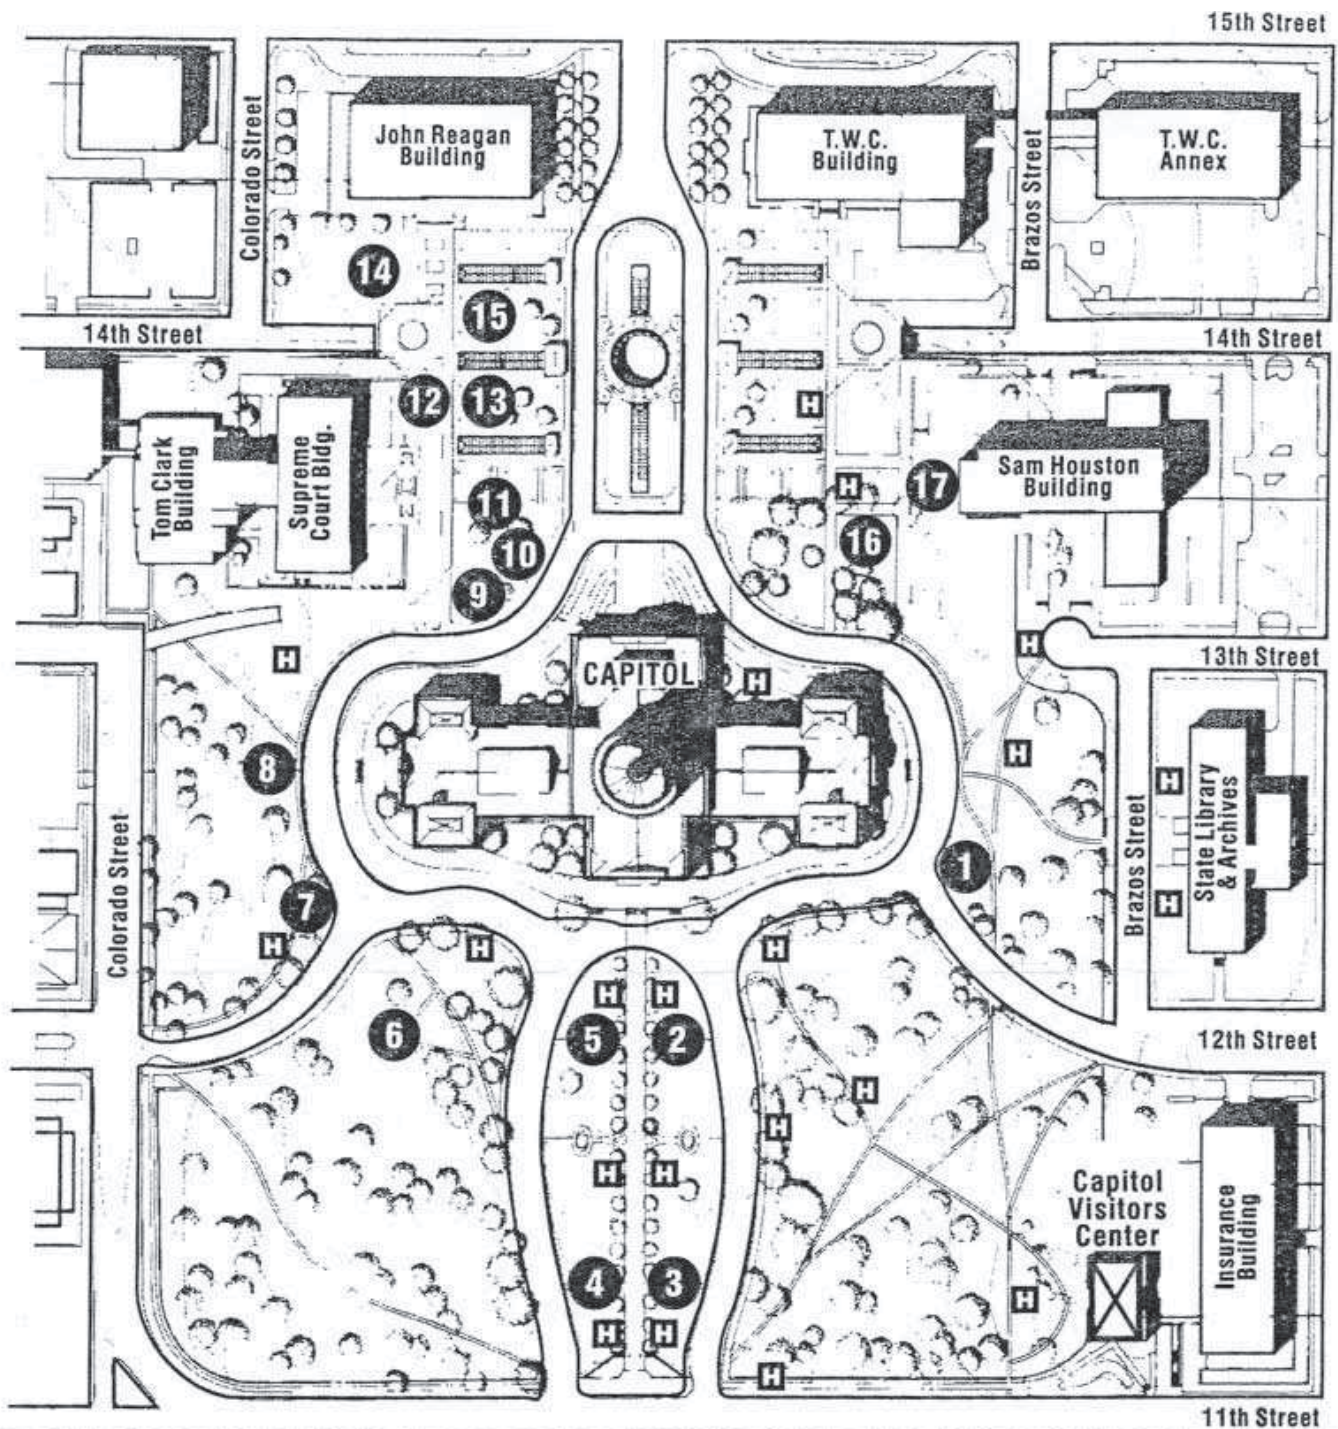 15th Street
Colorado Street
John Reagan
Building
T.W.C.
Building
Brazos Street
T.W.C.
Annex
14
15
14th Street
14th Street
12
13
H
Tom Clark
Building
Supreme
Court Bldg.
Sam Houston
Building
11
H
17
10
16
9
H
CAPITOL
H
H
13th Street
8
H
Colorado Street
Brazos Street
State Library
& Archives
H
H
1
7
H
H
H
H
H
6
5
2
12th Street
H
H
H
H
Capitol
Visitors
Center
Insurance
Building
4
3
H
H
H
H
11th Street